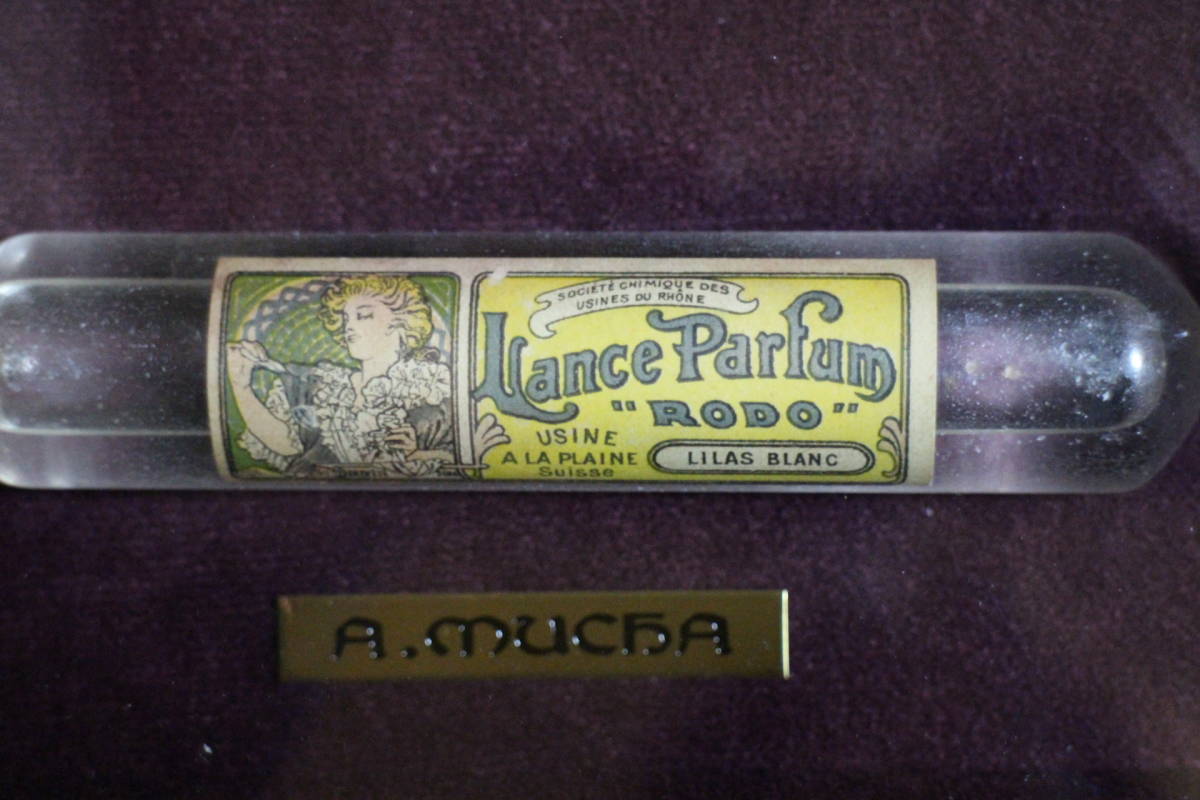 SOCIÉTÉ CHIMIQUE DES
USINES DU RHÔNE
Lance Parfum
"RODO"
USINE
A LA PLAINE
Suisse
LILAS BLANC
A. MUCHA